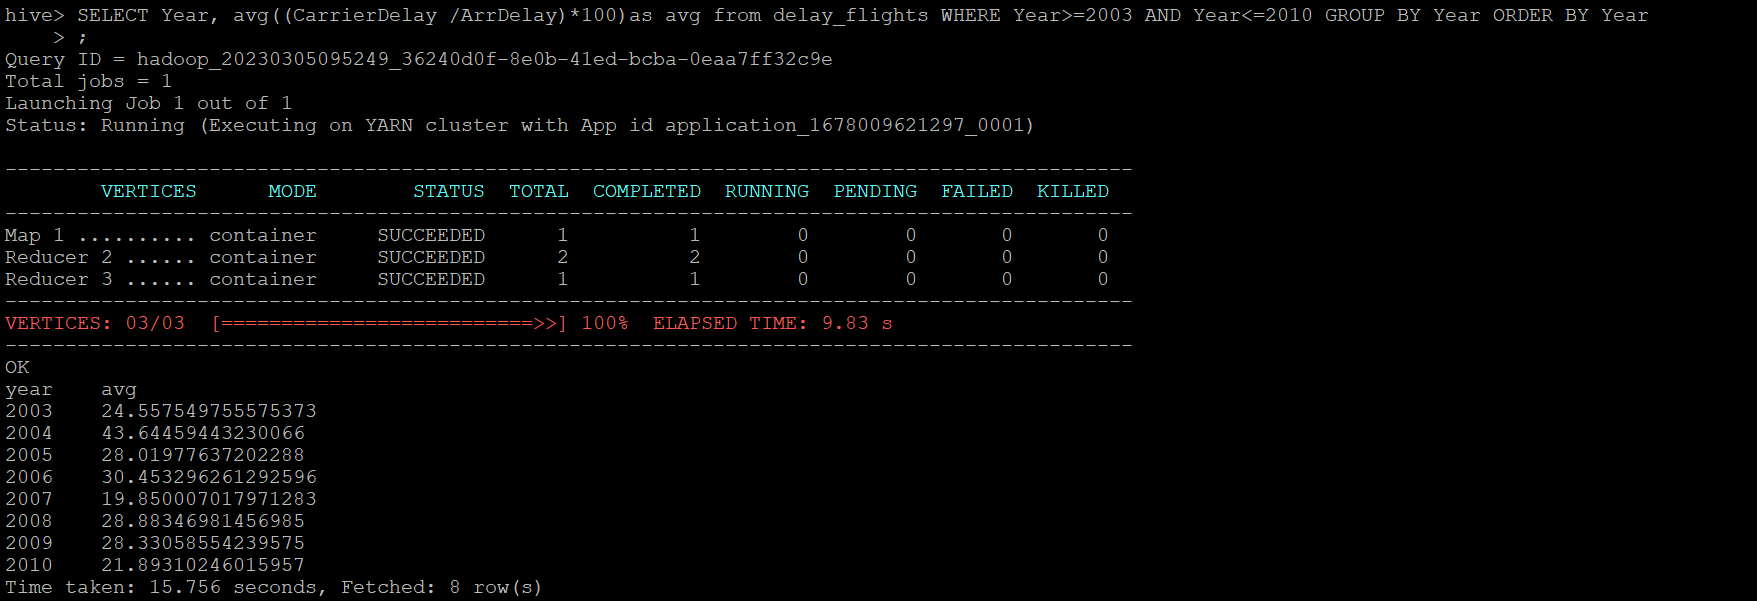 hive> SELECT Year, avg((CarrierDelay /ArrDelay)*100)as avg from delay_flights WHERE Year>=2003 AND Year<=2010 GROUP BY Year ORDER BY Year
    > ;
Query ID = hadoop_20230305095249_36240d0f-8e0b-41ed-bcba-0eaa7ff32c9e
Total jobs = 1
Launching Job 1 out of 1
Status: Running (Executing on YARN cluster with App id application_1678009621297_0001)
----------------------------------------------------------------------------------------------
        VERTICES      MODE        STATUS  TOTAL  COMPLETED  RUNNING  PENDING  FAILED  KILLED
----------------------------------------------------------------------------------------------
Map 1 .......... container     SUCCEEDED      1          1        0        0       0       0
Reducer 2 ...... container     SUCCEEDED      2          2        0        0       0       0
Reducer 3 ...... container     SUCCEEDED      1          1        0        0       0       0
----------------------------------------------------------------------------------------------
VERTICES: 03/03  [==========================>>] 100%  ELAPSED TIME: 9.83 s
----------------------------------------------------------------------------------------------
OK
year    avg
2003    24.557549755575373
2004    43.64459443230066
2005    28.01977637202288
2006    30.453296261292596
2007    19.850007017971283
2008    28.88346981456985
2009    28.33058554239575
2010    21.89310246015957
Time taken: 15.756 seconds, Fetched: 8 row(s)